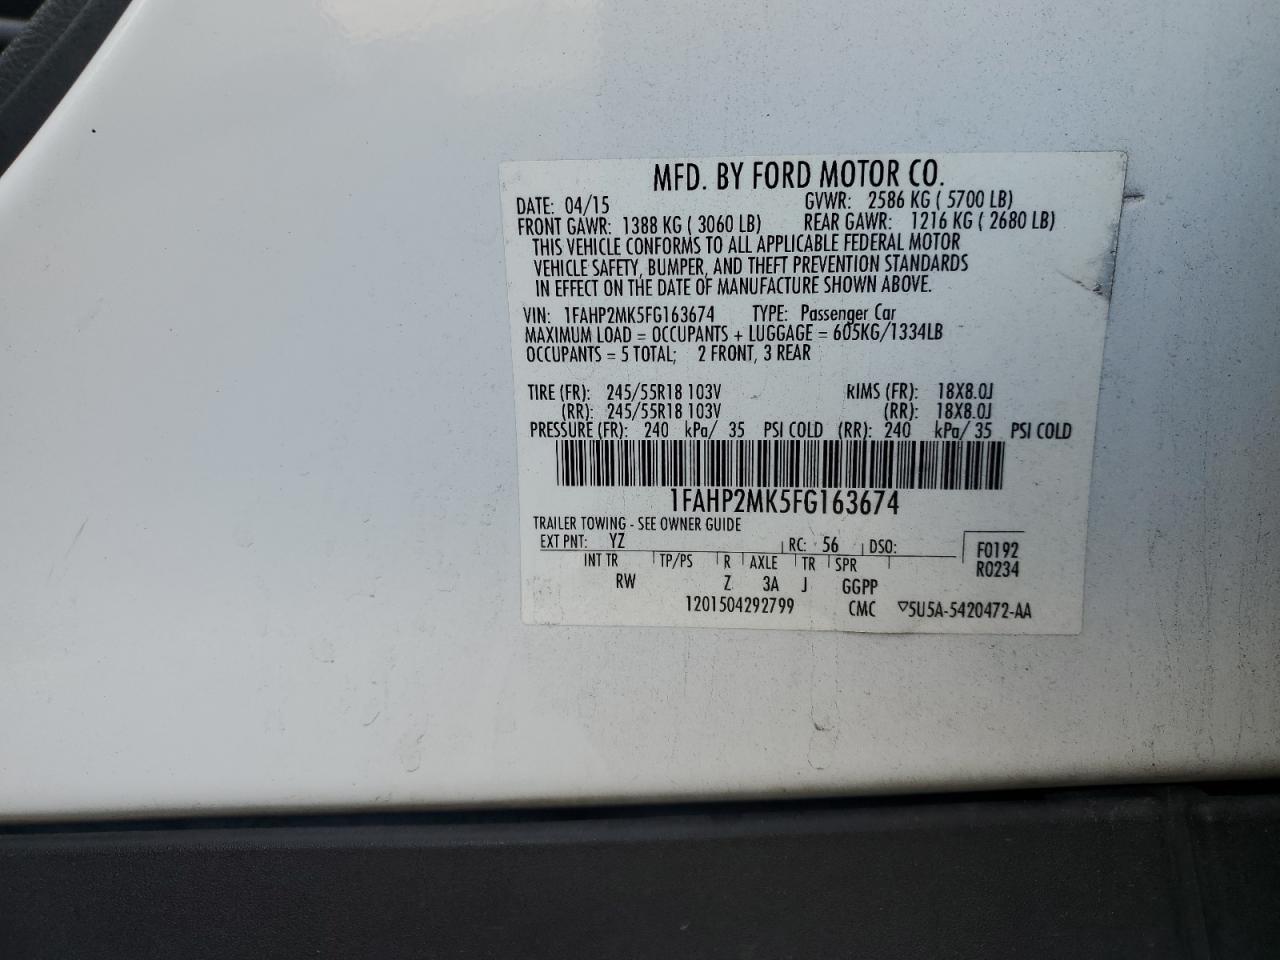 MFD. BY FORD MOTOR CO.
DATE: 04/15 GVWR: 2586 KG ( 5700 LB)
FRONT GAWR: 1388 KG ( 3060 LB) REAR GAWR: 1216 KG ( 2680 LB)
THIS VEHICLE CONFORMS TO ALL APPLICABLE FEDERAL MOTOR
VEHICLE SAFETY, BUMPER, AND THEFT PREVENTION STANDARDS
IN EFFECT ON THE DATE OF MANUFACTURE SHOWN ABOVE.
VIN: 1FAHP2MK5FG163674 TYPE: Passenger Car
MAXIMUM LOAD = OCCUPANTS + LUGGAGE = 605KG/1334LB
OCCUPANTS = 5 TOTAL; 2 FRONT, 3 REAR
TIRE (FR): 245/55R18 103V RIMS (FR): 18X8.0J
(RR): 245/55R18 103V (RR): 18X8.0J
PRESSURE (FR): 240 kPa/ 35 PSI COLD (RR): 240 kPa/ 35 PSI COLD
1FAHP2MK5FG163674
TRAILER TOWING - SEE OWNER GUIDE
EXT PNT: YZ RC: 56 DSO: F0192
INT TR TP/PS R AXLE TR SPR R0234
RW Z 3A J GGPP
1201504292799 CMC ▽5U5A-5420472-AA